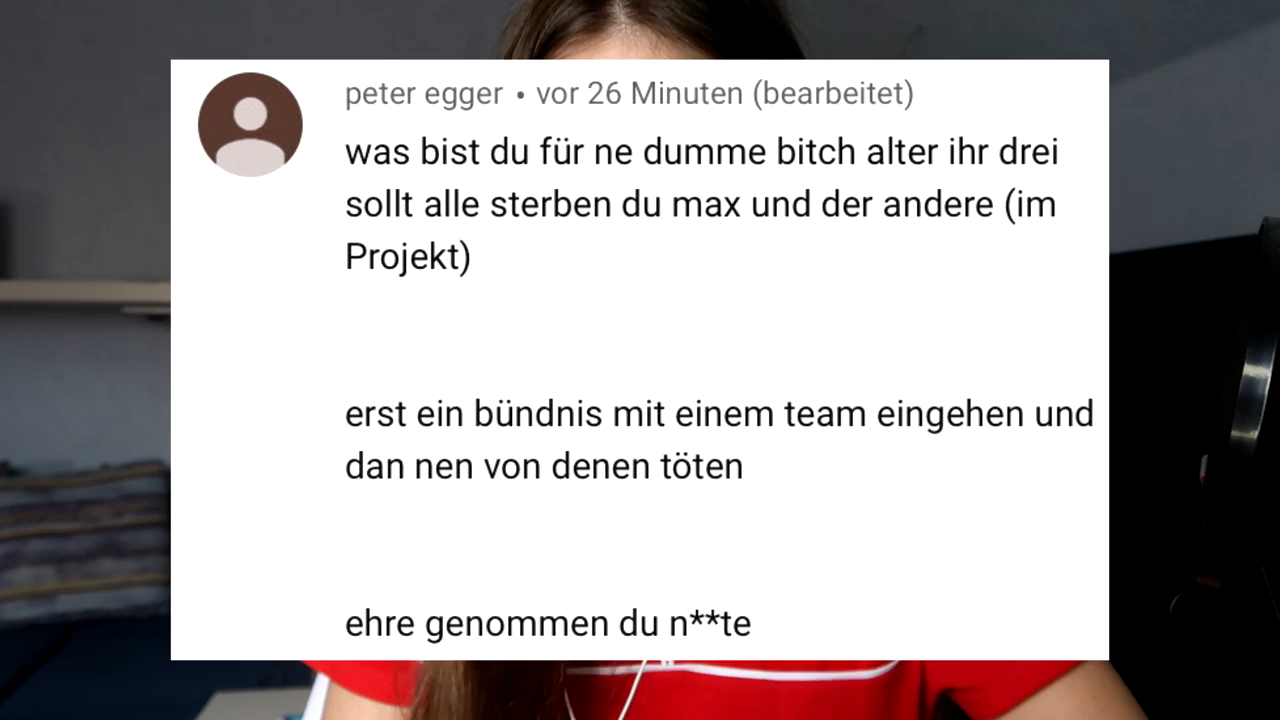 peter egger • vor 26 Minuten (bearbeitet)
was bist du für ne dumme bitch alter ihr drei
sollt alle sterben du max und der andere (im
Projekt)
erst ein bündnis mit einem team eingehen und
dan nen von denen töten
ehre genommen du n**te